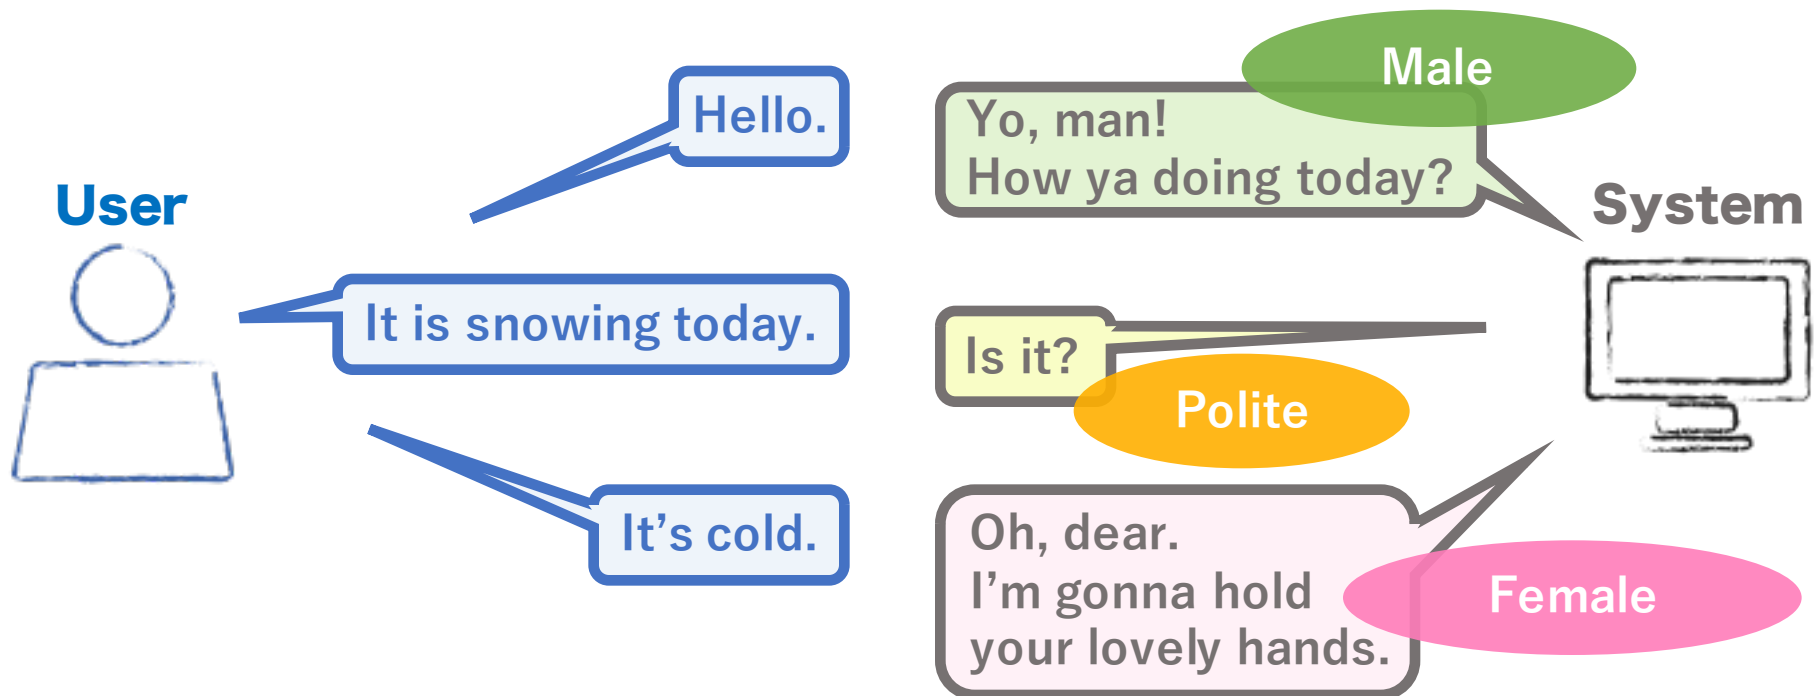 User
Hello.
It is snowing today.
It's cold.
Male
Yo, man!
How ya doing today?
System
Is it?
Polite
Oh, dear.
I'm gonna hold
your lovely hands.
Female